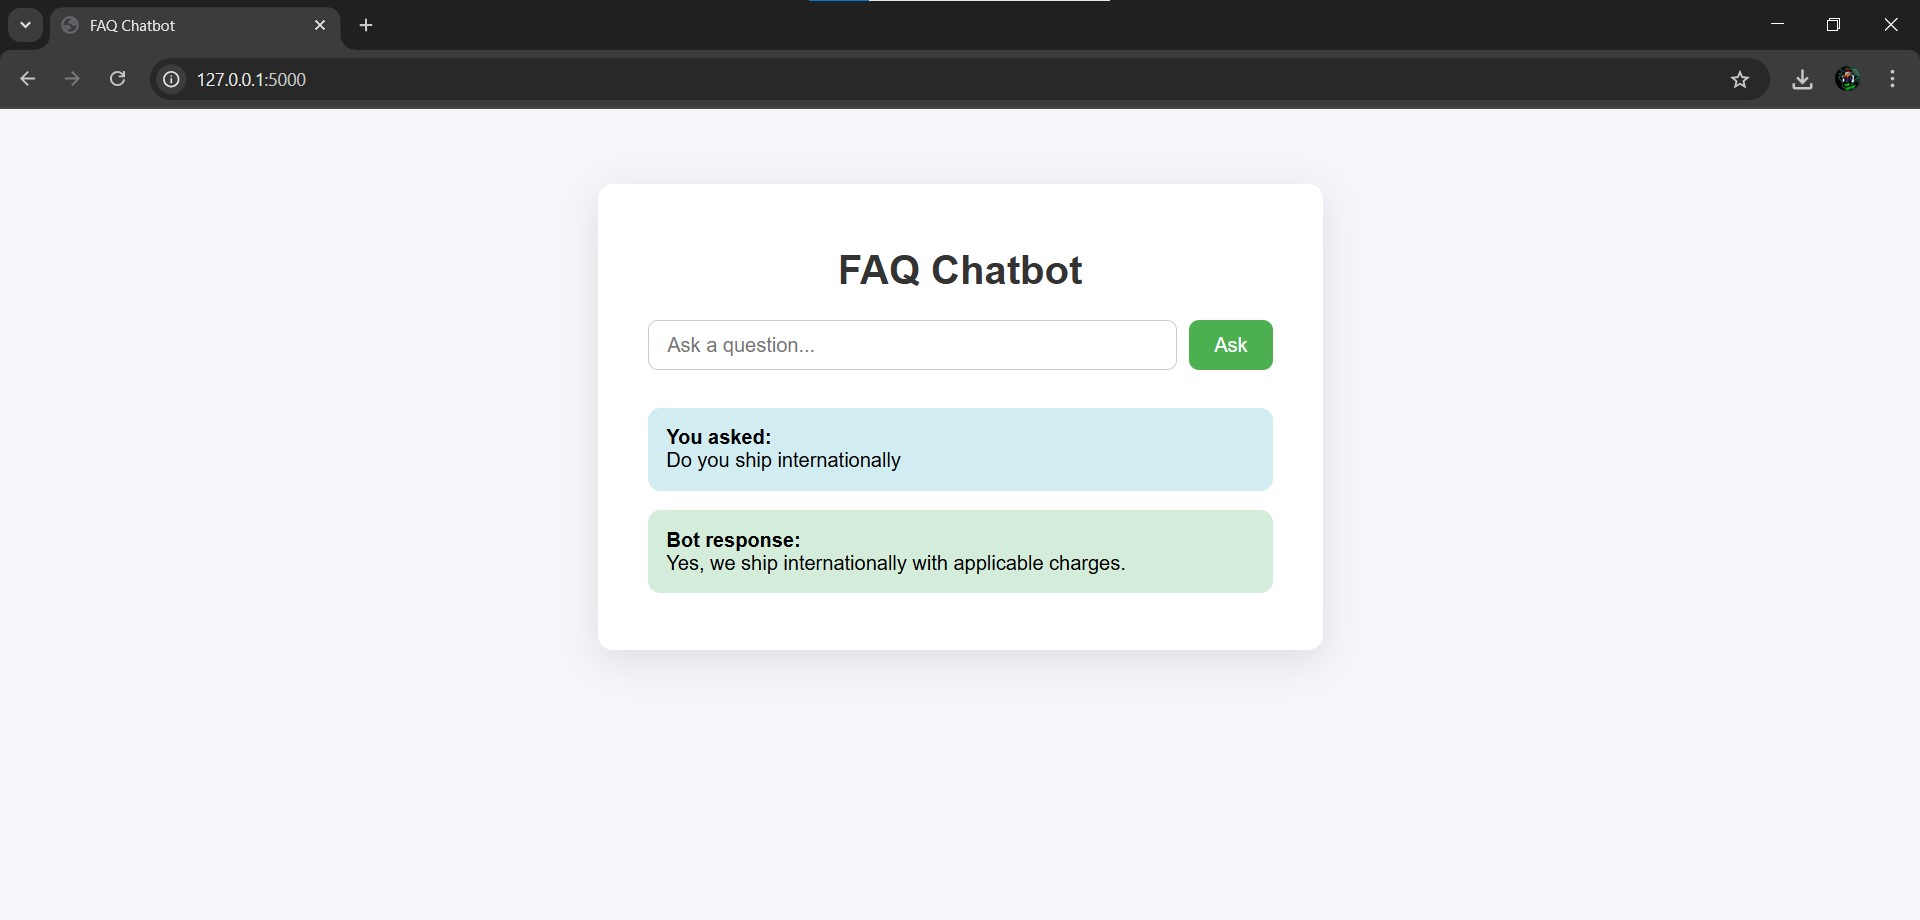 FAQ Chatbot
127.0.0.1:5000
FAQ Chatbot
Ask a question...
Ask
You asked:
Do you ship internationally
Bot response:
Yes, we ship internationally with applicable charges.